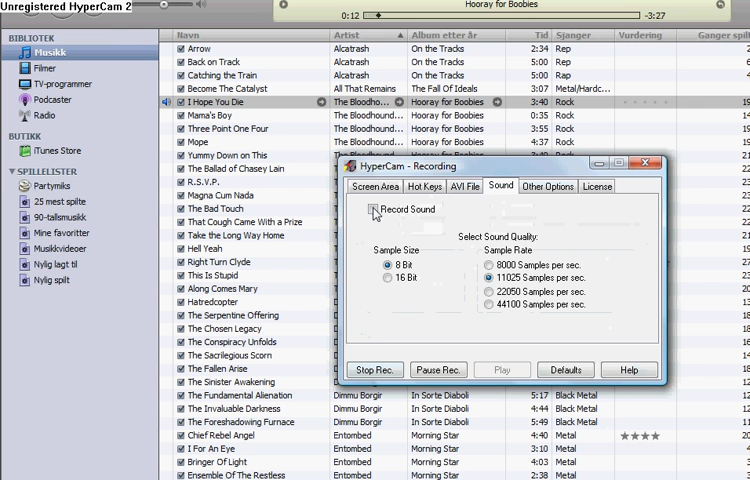 Unregistered HyperCam 2
Hooray for Boobies
0:12 -3:27
BIBLIOTEK
Musikk
Filmer
TV-programmer
Podcaster
Radio
BUTIKK
iTunes Store
SPILLELISTER
Partymiks
25 mest spilte
90-tallsmusikk
Mine favoritter
Musikkvideoer
Nylig lagt til
Nylig spilt
Navn Artist Album etter år Tid Sjanger Vurdering Ganger spilt
Arrow Alcatrash On the Tracks 2:34 Rep
Back on Track Alcatrash On the Tracks 5:00 Rep
Catching the Train Alcatrash On the Tracks 5:00 Rap
Become The Catalyst All That Remains The Fall Of Ideals 3:07 Metal/Hardc...
I Hope You Die The Bloodho... Hooray for Boobies 3:40 Rock
Mama's Boy The Bloodhound... Hooray for Boobies 0:35 Rock
Three Point One Four The Bloodhound... Hooray for Boobies 3:55 Rock
Mope The Bloodhound... Hooray for Boobies 4:37 Rock
Yummy Down on This
The Ballad of Chasey Lain
R.S.V.P.
Magna Cum Nada
The Bad Touch
That Cough Came With a Prize
Take the Long Way Home
Hell Yeah
Right Turn Clyde
This Is Stupid
Along Comes Mary
Hatredcopter
The Serpentine Offering
The Chosen Legacy
The Conspiracy Unfolds
The Sacrilegious Scorn
The Fallen Arise
The Sinister Awakening
The Fundamental Alienation Dimmu Borgir In Sorte Diaboli 5:17 Black Metal
The Invaluable Darkness Dimmu Borgir In Sorte Diaboli 4:44 Black Metal
The Foreshadowing Furnace Dimmu Borgir In Sorte Diaboli 5:49 Black Metal
Chief Rebel Angel Entombed Morning Star 4:40 Metal
I For An Eye Entombed Morning Star 3:10 Metal
Bringer Of Light Entombed Morning Star 4:03 Metal
Ensemble Of The Restless Entombed Morning Star 2:38 Metal
HyperCam - Recording
Screen Area Hot Keys AVI File Sound Other Options License
Record Sound
Select Sound Quality:
Sample Size Sample Rate
8 Bit 8000 Samples per sec.
16 Bit 11025 Samples per sec.
22050 Samples per sec.
44100 Samples per sec.
Stop Rec. Pause Rec. Play Defaults Help